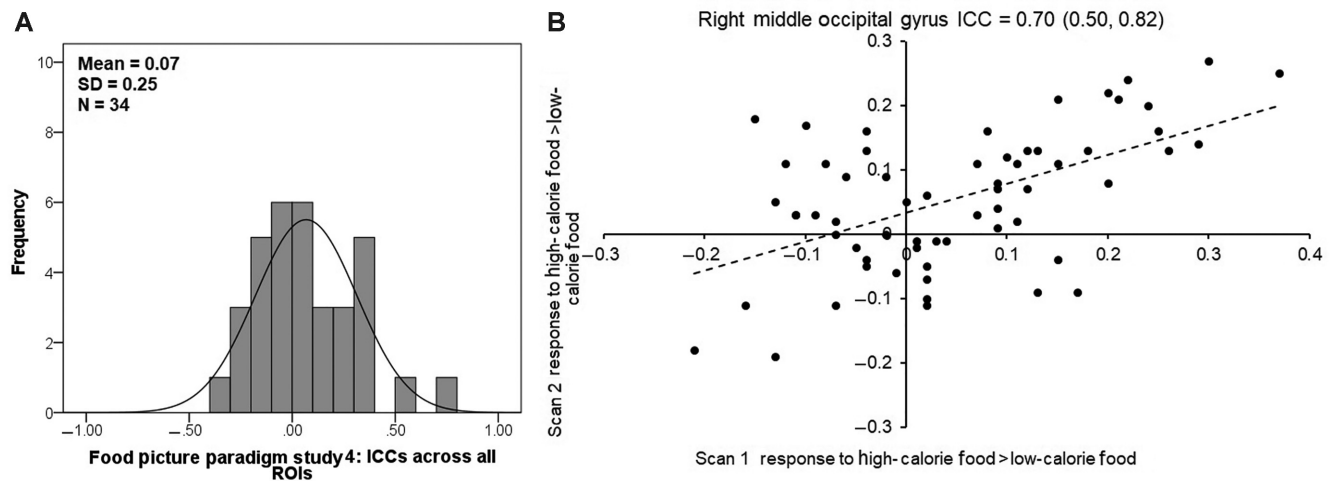 A
Mean = 0.07
SD = 0.25
N = 34
10
8
6
4
2
0
Frequency
−1.00
−.50
.00
.50
1.00
Food picture paradigm study4: ICCs across all
ROIs
B
Right middle occipital gyrus ICC = 0.70 (0.50, 0.82)
0.3
0.2
0.1
0
−0.1
−0.2
−0.3
−0.3
−0.2
−0.1
0
0.1
0.2
0.3
0.4
Scan 2 response to high-calorie food >low-
calorie food
Scan 1 response to high-calorie food>low-calorie food